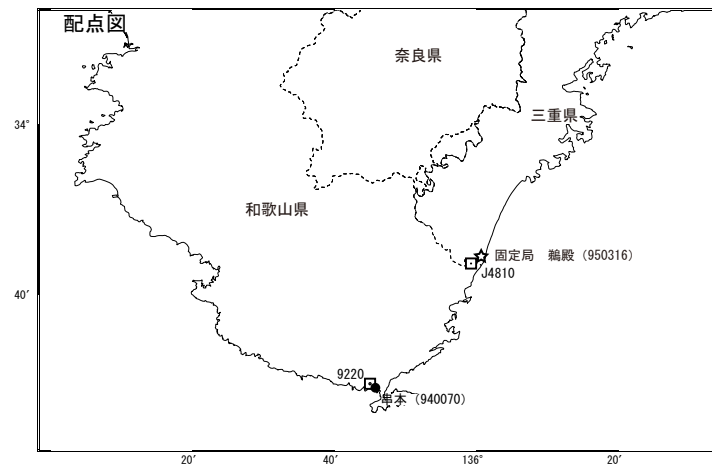 配点図
奈良県
34°
三重県
和歌山県
固定局　鵜殿（950316）
J4810
40′
9220
串本（940070）
20′
40′
136°
20′